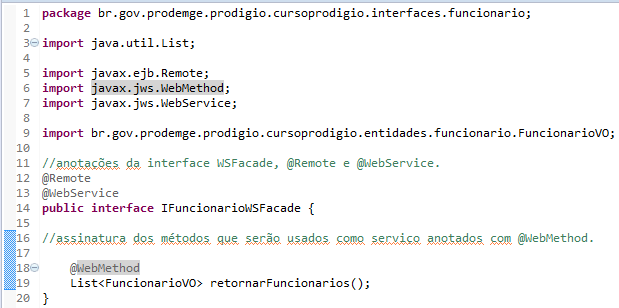 1 package br.gov.prodemge.prodigio.cursoprodigio.interfaces.funcionario;
2
3 import java.util.List;
4
5 import javax.ejb.Remote;
6 import javax.jws.WebMethod;
7 import javax.jws.WebService;
8
9 import br.gov.prodemge.prodigio.cursoprodigio.entidades.funcionario.FuncionarioVO;
10
11 //anotações da interface WSFacade, @Remote e @WebService.
12 @Remote
13 @WebService
14 public interface IFuncionarioWSFacade {
15
16 //assinatura dos métodos que serão usados como serviço anotados com @WebMethod.
17
18 @WebMethod
19 List<FuncionarioVO> retornarFuncionarios();
20 }